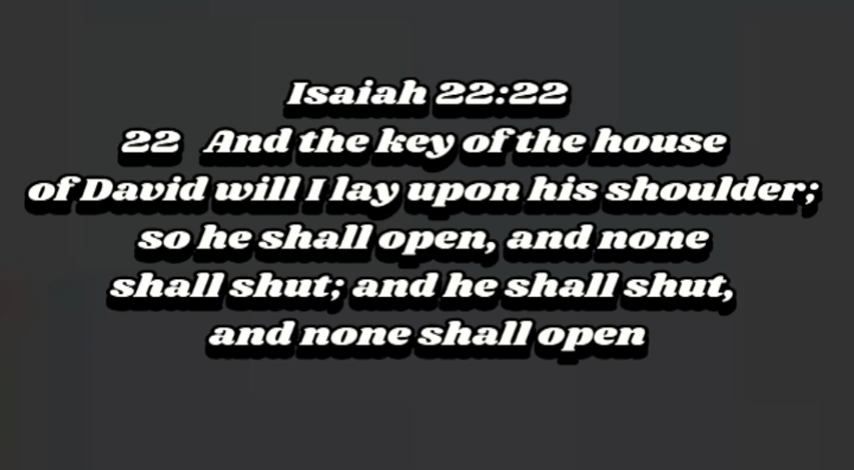 Isaiah 22:22
22 And the key of the house
of David will I lay upon his shoulder;
so he shall open, and none
shall shut; and he shall shut,
and none shall open